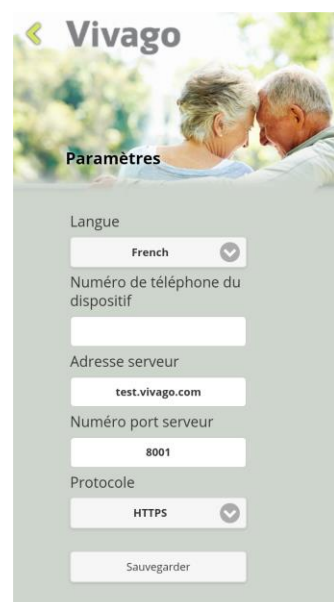 Vivago
Paramètres
Langue
French
Numéro de téléphone du
dispositif
Adresse serveur
test.vivago.com
Numéro port serveur
8001
Protocole
HTTPS
Sauvegarder